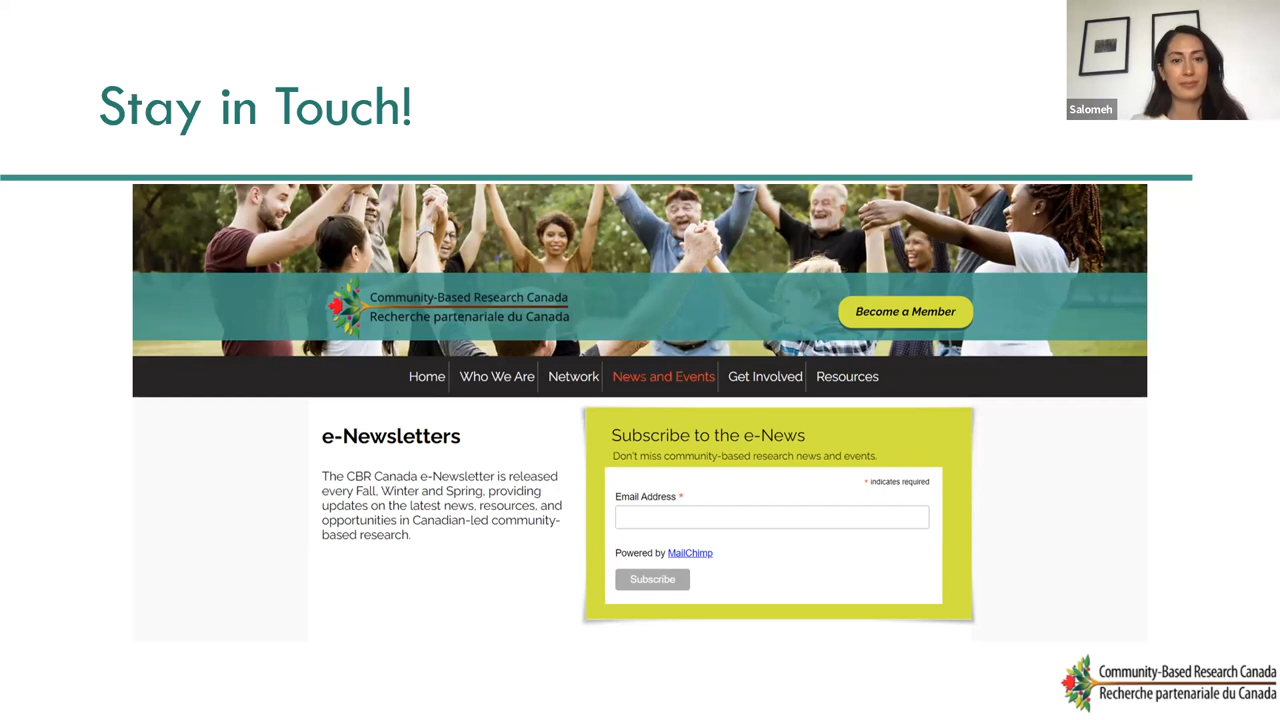 Salomeh
Stay in Touch!
Community-Based Research Canada
Recherche partenariale du Canada
Become a Member
Home
Who We Are
Network
News and Events
Get Involved
Resources
e-Newsletters
The CBR Canada e-Newsletter is released
every Fall, Winter and Spring, providing
updates on the latest news, resources, and
opportunities in Canadian-led community-
based research.
Subscribe to the e-News
Don't miss community-based research news and events.
* indicates required
Email Address *
Powered by MailChimp
Subscribe
Community-Based Research Canada
Recherche partenariale du Canada